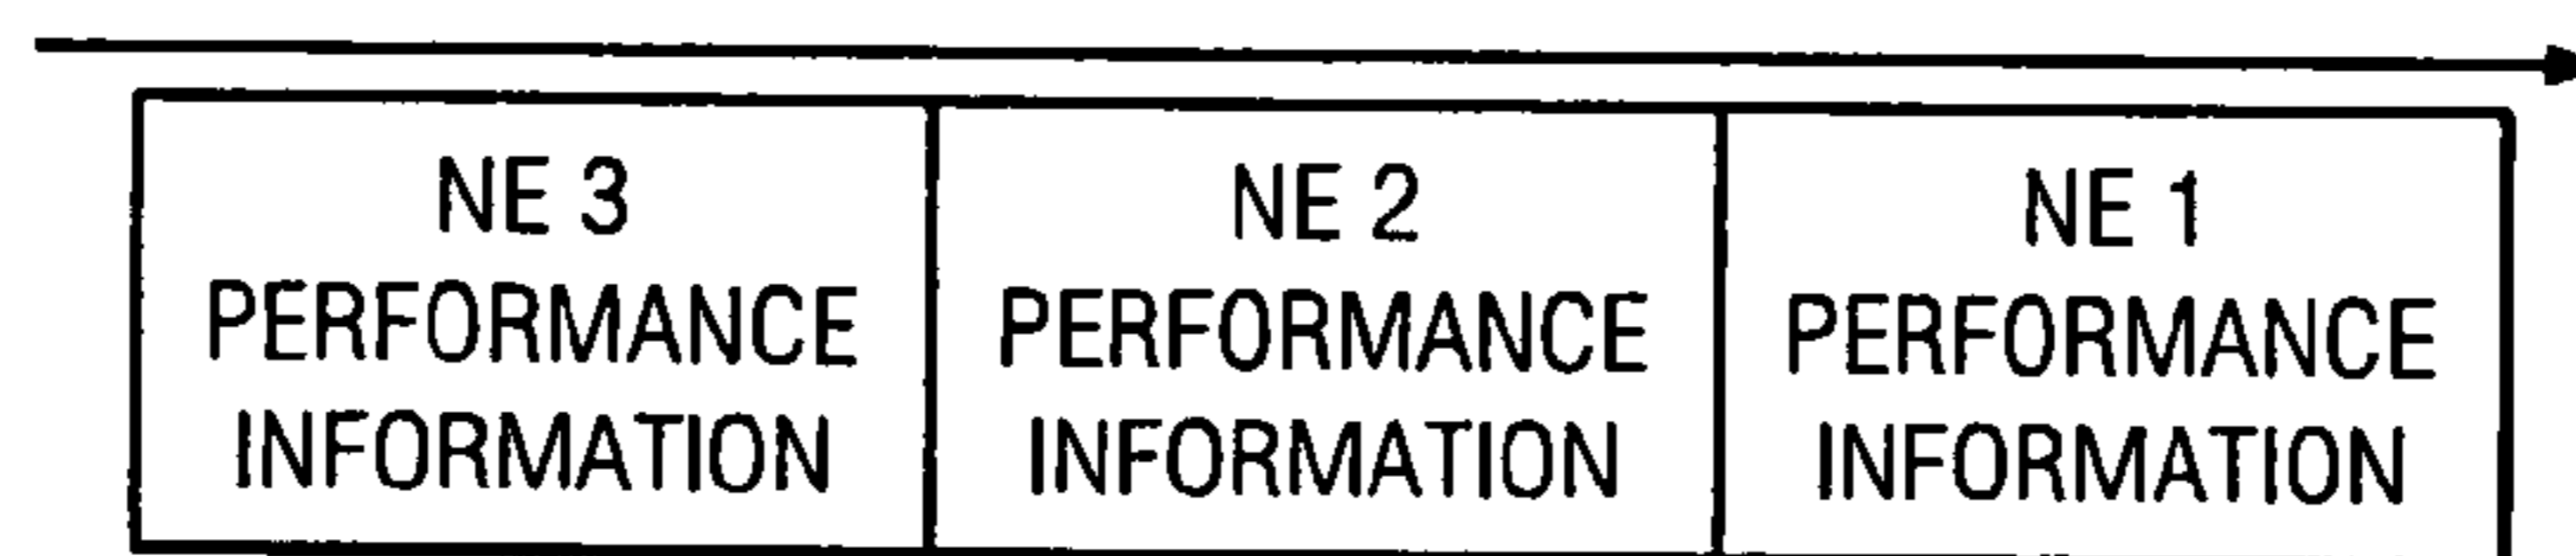 NE 3
PERFORMANCE
INFORMATION
NE 2
PERFORMANCE
INFORMATION
NE 1
PERFORMANCE
INFORMATION